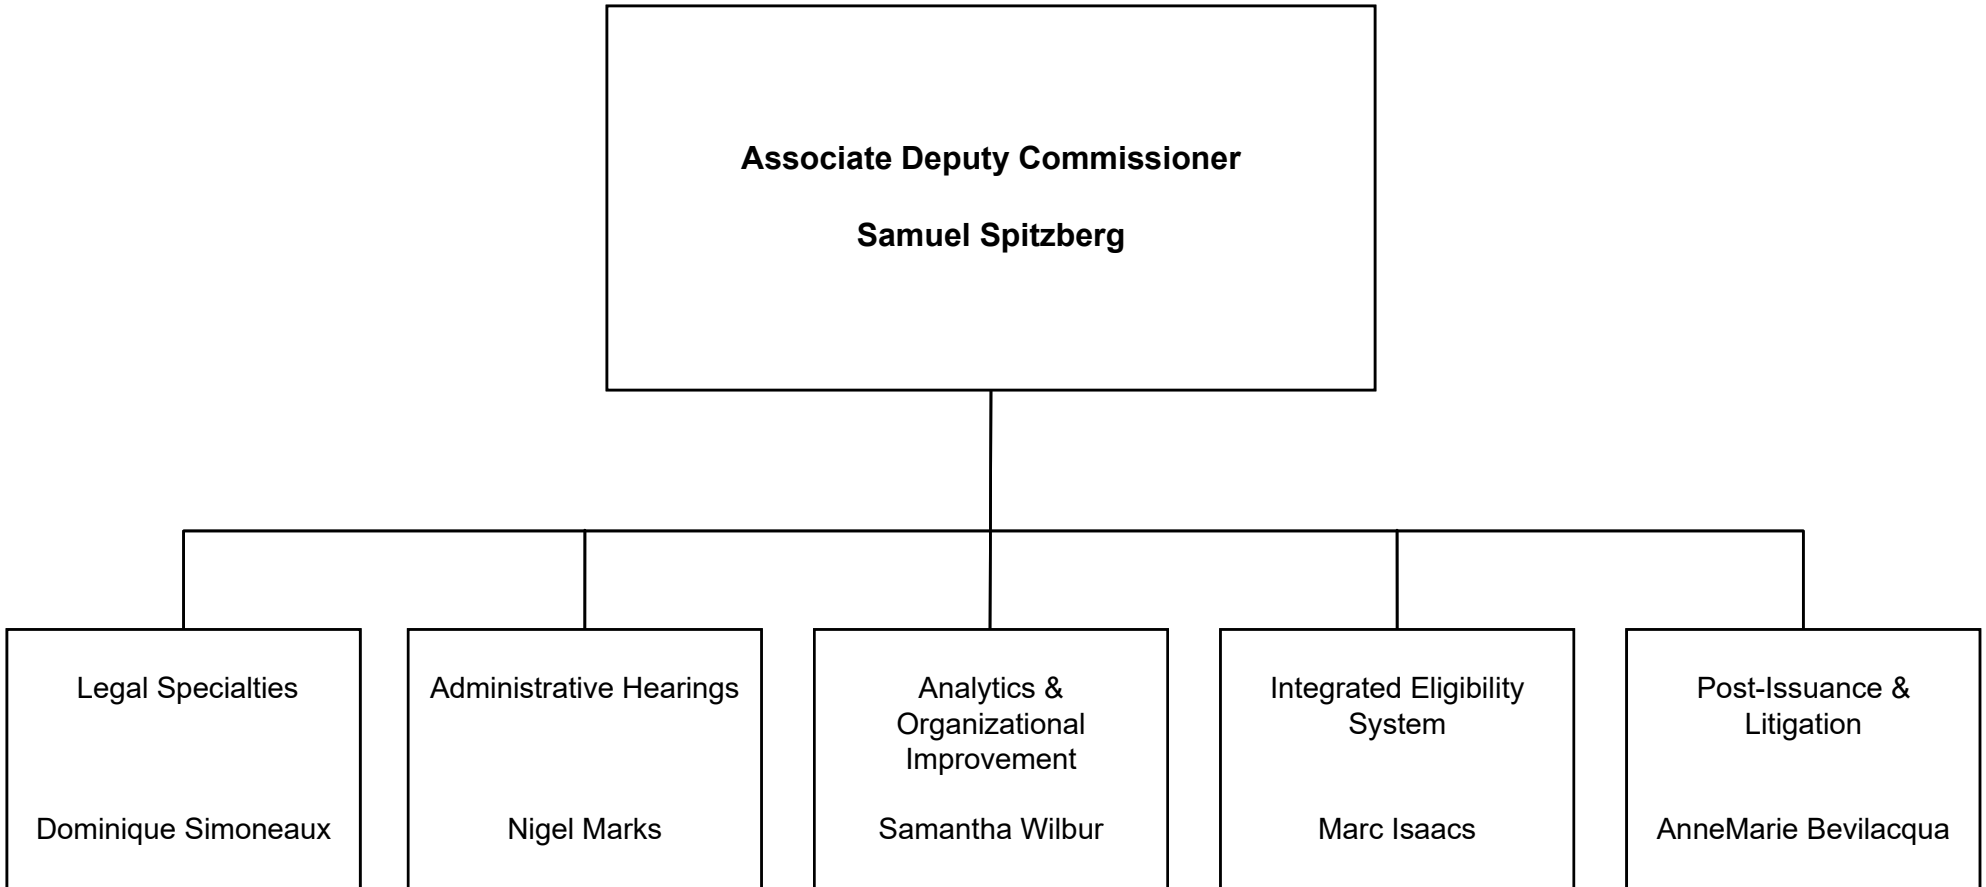 Associate Deputy Commissioner
Samuel Spitzberg
Legal Specialties
Dominique Simoneaux
Administrative Hearings
Nigel Marks
Analytics &
Organizational
Improvement
Samantha Wilbur
Integrated Eligibility
System
Marc Isaacs
Post-Issuance &
Litigation
AnneMarie Bevilacqua